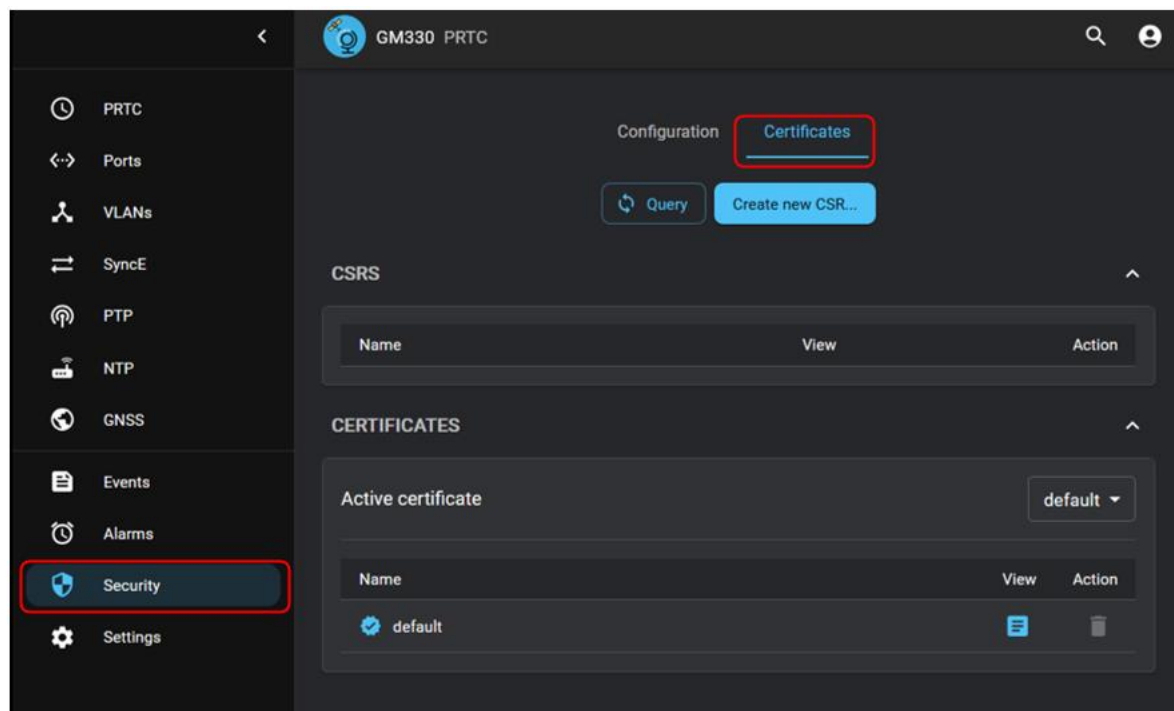 GM330 PRTC
PRTC
Ports
VLANs
SyncE
PTP
NTP
GNSS
Events
Alarms
Security
Settings
Configuration Certificates
Query Create new CSR...
CSRS
Name View Action
CERTIFICATES
Active certificate default
Name View Action
default